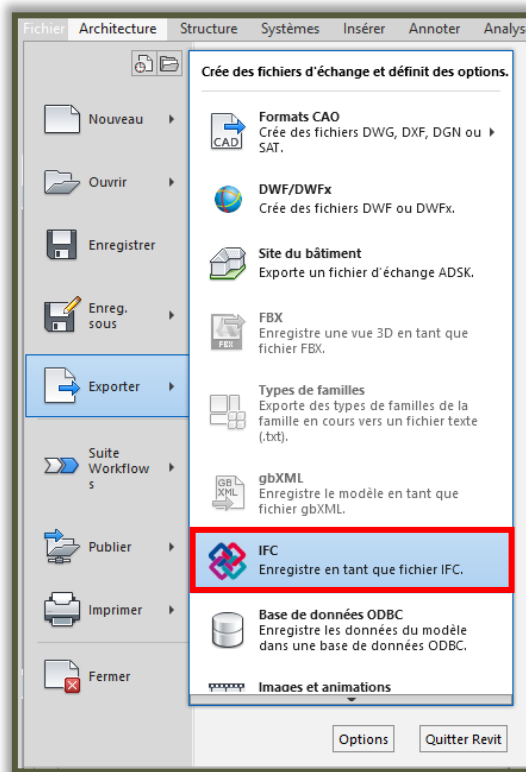 Fichier Architecture Structure Systèmes Insérer Annoter Analys
Crée des fichiers d'échange et définit des options.
Nouveau
Ouvrir
Enregistrer
Enreg.
sous
Exporter
Suite
Workflow
s
Publier
Imprimer
Fermer
CAD
Formats CAO
Crée des fichiers DWG, DXF, DGN ou
SAT.
DWF/DWFx
Crée des fichiers DWF ou DWFx.
Site du bâtiment
Exporte un fichier d'échange ADSK.
FBX
FBX
Enregistre une vue 3D en tant que
fichier FBX.
Types de familles
Exporte des types de familles de la
famille en cours vers un fichier texte
(.txt).
GB
XML
gbXML
Enregistre le modèle en tant que
fichier gbXML.
IFC
Enregistre en tant que fichier IFC.
Base de données ODBC
Enregistre les données du modèle
dans une base de données ODBC.
Images et animations
Options Quitter Revit